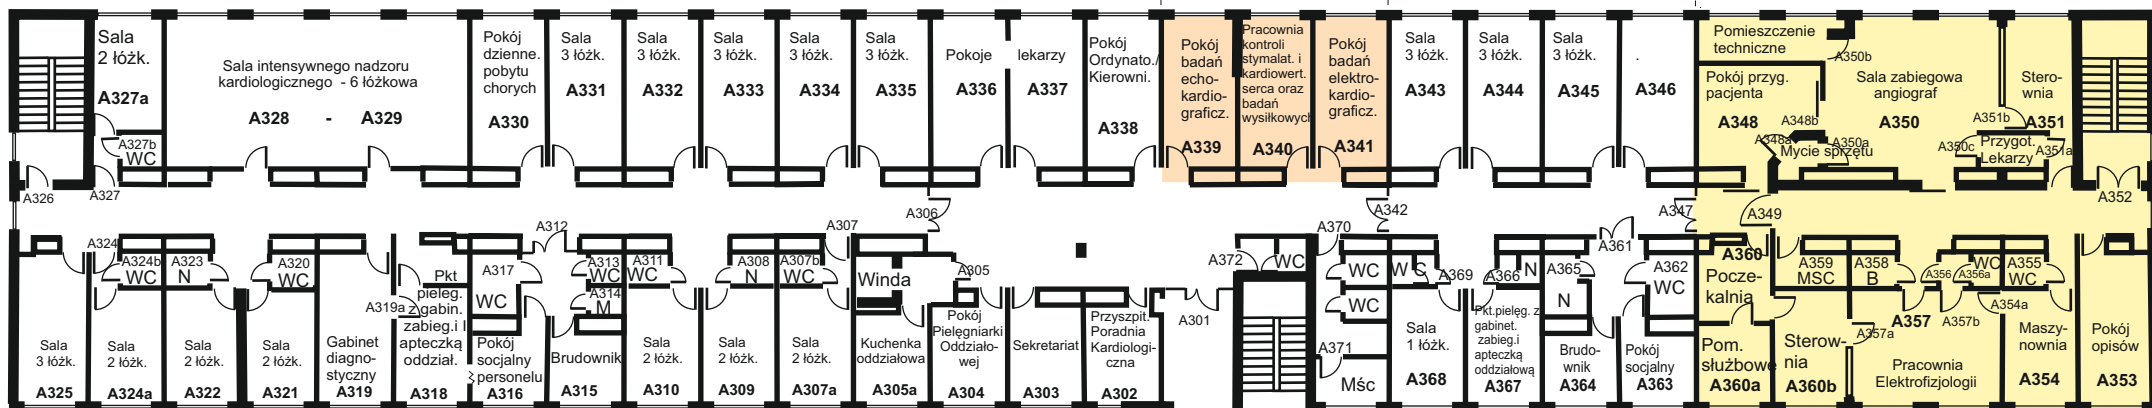 Sala
2 łóżk.
A327a
A327b
WC
A326
A327
Sala intensywnego nadzoru
kardiologicznego - 6 łóżkowa
A328 - A329
Pokój
dzienne.
pobytu
chorych
A330
Sala
3 łóżk.
A331
Sala
3 łóżk.
A332
Sala
3 łóżk.
A333
Sala
3 łóżk.
A334
Sala
3 łóżk.
A335
Pokoje lekarzy
A336
A337
Pokój
Ordynato./
Kierowni.
A338
Pokój
badań
echo-
kardio-
graficz.
A339
Pracownia
kontroli
stymalat. i
kardiowert.
serca oraz
badań
wysiłkowych
A340
Pokój
badań
elektro-
kardio-
graficz.
A341
Sala
3 łóżk.
A343
Sala
3 łóżk.
A344
Sala
3 łóżk.
A345
.
A346
Pomieszczenie
techniczne
A350b
Pokój przyg.
pacjenta
A348
A348b
A348a
Sala zabiegowa
angiograf
A350
A350a
Mycie sprzętu
Stero-
wnia
A351b
A351
A350c
Przygot.
Lekarzy
A351a
A352
A324
A312
A307
A306
A342
A347
A349
A370
A361
A372
WC
Sala
3 łóżk.
A325
A324b
WC
Sala
2 łóżk.
A324a
A323
N
Sala
2 łóżk.
A322
A320
WC
Sala
2 łóżk.
A321
Gabinet
diagno-
styczny
A319
A319a
Pkt
pieleg.
z gabin.
zabieg.i I
apteczką
oddział.
A318
A317
WC
Pokój
socjalny
personelu
A316
A313
WC
A314
M
Brudownik
A315
A311
WC
Sala
2 łóżk.
A310
A308
N
Sala
2 łóżk.
A309
A307b
WC
Sala
2 łóżk.
A307a
Winda
Kuchenka
oddziałowa
A305a
A305
Pokój
Pielęgniarki
Oddziało-
wej
A304
Sekretariat
A303
Przyszpit.
Poradnia
Kardiologi-
czna
A302
A301
WC
WC
A371
Mśc
WC
A369
Sala
1 łóżk.
A368
N
A366
Pkt.pielęg. z
gabinet.
zabieg.i
apteczką
oddziałową
A367
A365
N
Brudo-
wnik
A364
A362
WC
Pokój
socjalny
A363
A360
Pocze-
kalnia
Pom.
służbowe
A360a
A359
MSC
Sterow-
nia
A360b
A358
B
A356
A356a
WC
A357
A357a
A357b
Pracownia
Elektrofizjologii
A355
WC
A354a
Maszy-
nownia
A354
Pokój
opisów
A353